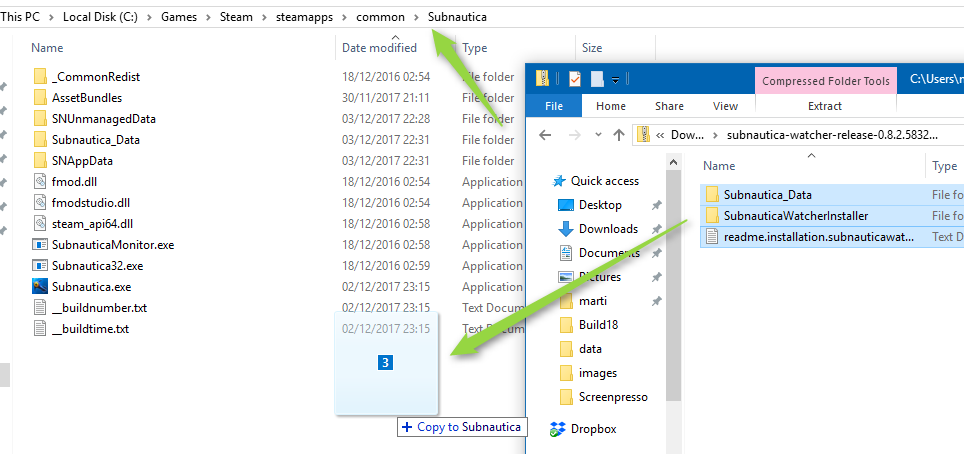 This PC > Local Disk (C:) > Games > Steam > steamapps > common > Subnautica
Name Date modified Type Size
_CommonRedist 18/12/2016 02:54 File folder
AssetBundles 30/11/2017 21:11 File folder
SNUnmanagedData 03/12/2017 22:28 File folder
Subnautica_Data 03/12/2017 22:31 File folder
SNAppData 03/12/2017 22:31 File folder
fmod.dll 18/12/2016 02:54 Application
fmodstudio.dll 18/12/2016 02:54 Application
steam_api64.dll 18/12/2016 02:58 Application
SubnauticaMonitor.exe 18/12/2016 02:54 Application
Subnautica32.exe 18/12/2016 02:59 Application
Subnautica.exe 02/12/2017 23:15 Application
__buildnumber.txt 02/12/2017 23:15 Text Docum
__buildtime.txt 02/12/2017 23:15 Text Docum
3
Copy to Subnautica
Compressed Folder Tools C:\Users\
File Home Share View Extract
« Dow... > subnautica-watcher-release-0.8.2.5832...
Name Type
Quick access
Desktop
Downloads
Documents
Pictures
marti
Build18
data
images
Screenpresso
Dropbox
Subnautica_Data File fo
SubnauticaWatcherInstaller File fo
readme.installation.subnauticawat... Text D